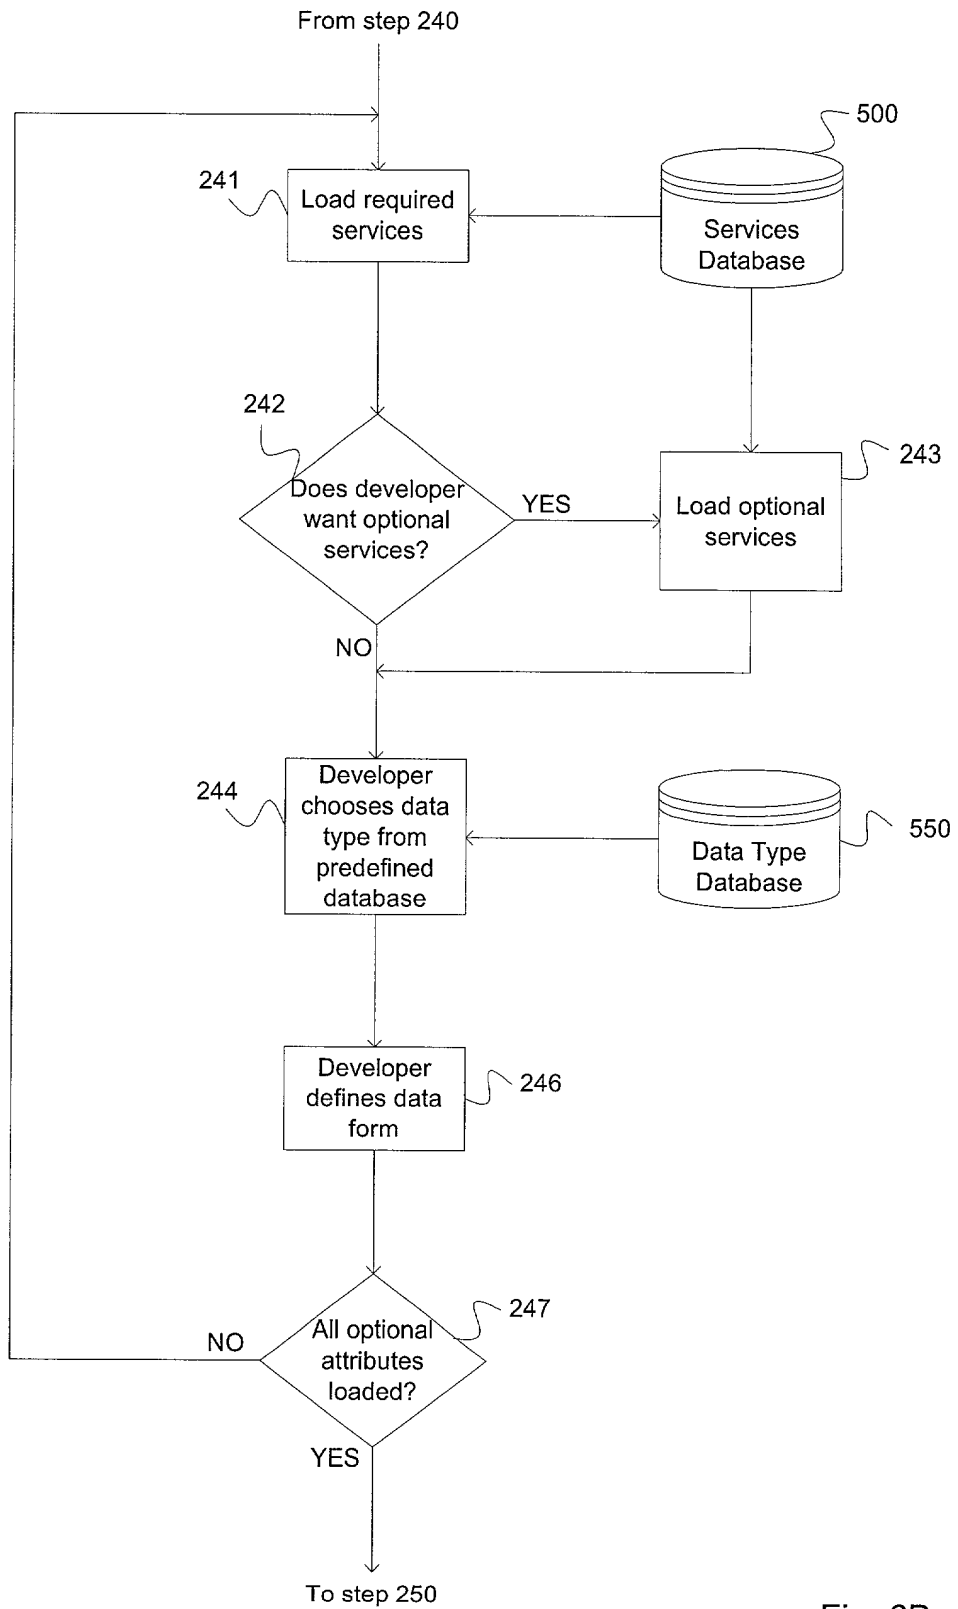 From step 240
500
241
Load required
services
Services
Database
242
243
Does developer
want optional
services?
YES
Load optional
services
NO
244
Developer
chooses data
type from
predefined
database
550
Data Type
Database
Developer
defines data
form
246
247
NO
All optional
attributes
loaded?
YES
To step 250